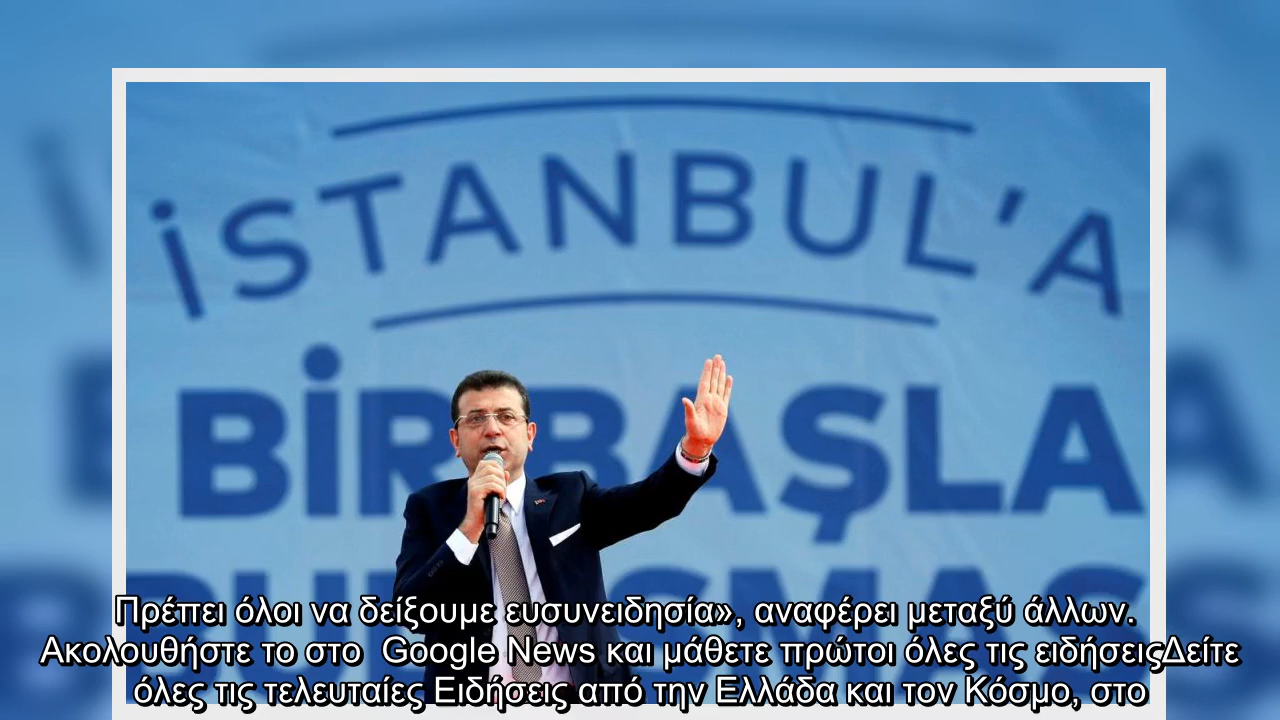 İSTANBUL'A
BİR BAŞLA
Πρέπει όλοι να δείξουμε ευσυνειδησία», αναφέρει μεταξύ άλλων.
Ακολουθήστε το στο Google News και μάθετε πρώτοι όλες τις ειδήσειςΔείτε
όλες τις τελευταίες Ειδήσεις από την Ελλάδα και τον Κόσμο, στο